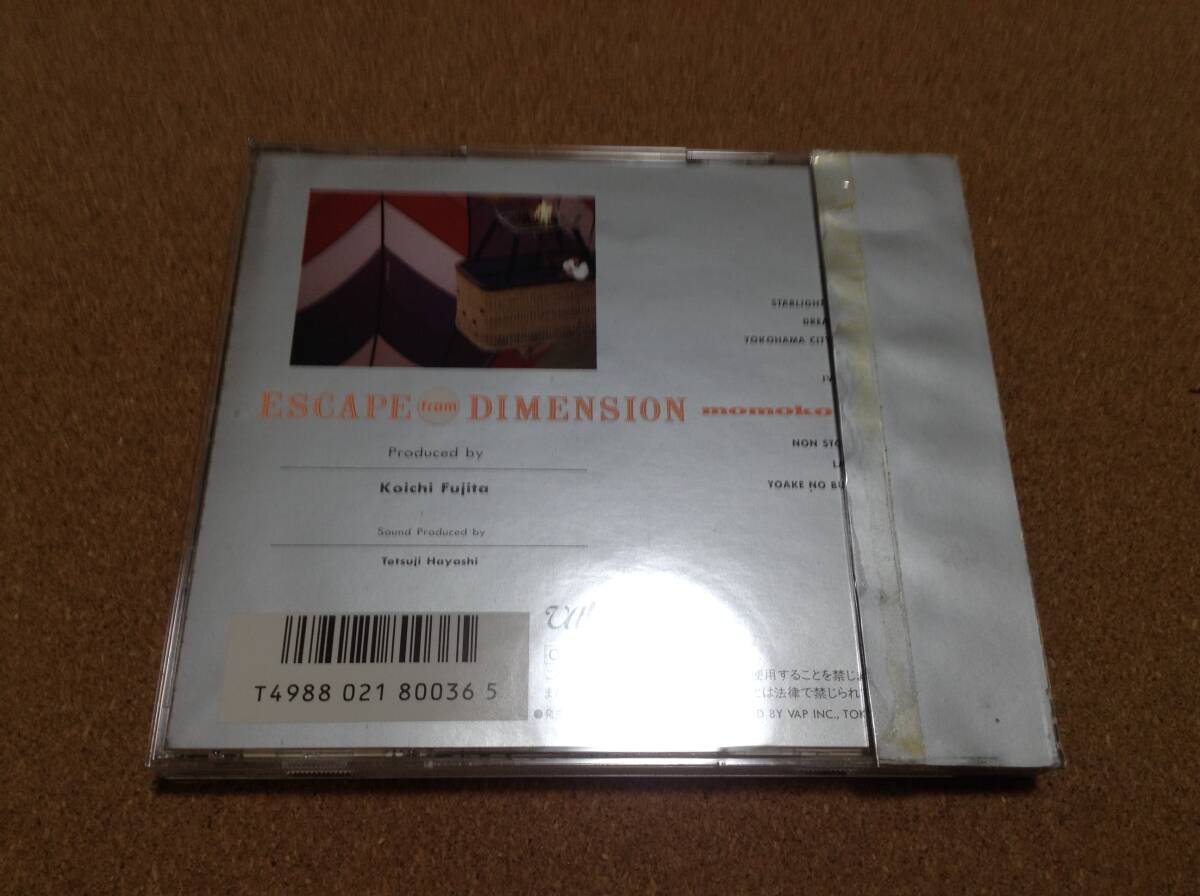 STARLIGHT
YOKOHAMA CIT
ESCAPE from DIMENSION momoko
Produced by
Koichi Fujita
NON STO
YOAKE NO BU
Sound Produced by
Tetsuji Hayashi
T4988 021 80036 5
使用することを禁じ
とは法律で禁じられ
D BY VAP INC., TOK